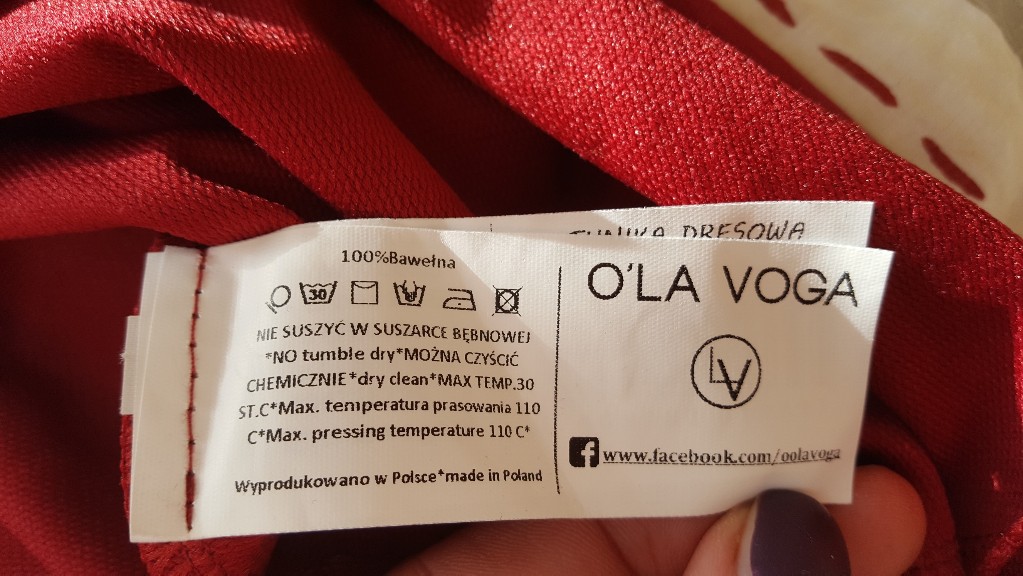 TUNIKA DRESOWA
100%Bawełna
30
NIE SUSZYĆ W SUSZARCE BĘBNOWEJ
*NO tumble dry*MOŻNA CZYŚCIĆ
CHEMICZNIE*dry clean*MAX TEMP.30
ST.C*Max. temperatura prasowania 110
C*Max. pressing temperature 110 C*
Wyprodukowano w Polsce*made in Poland
O'LA VOGA
LV
f www.facebook.com/oolavoga